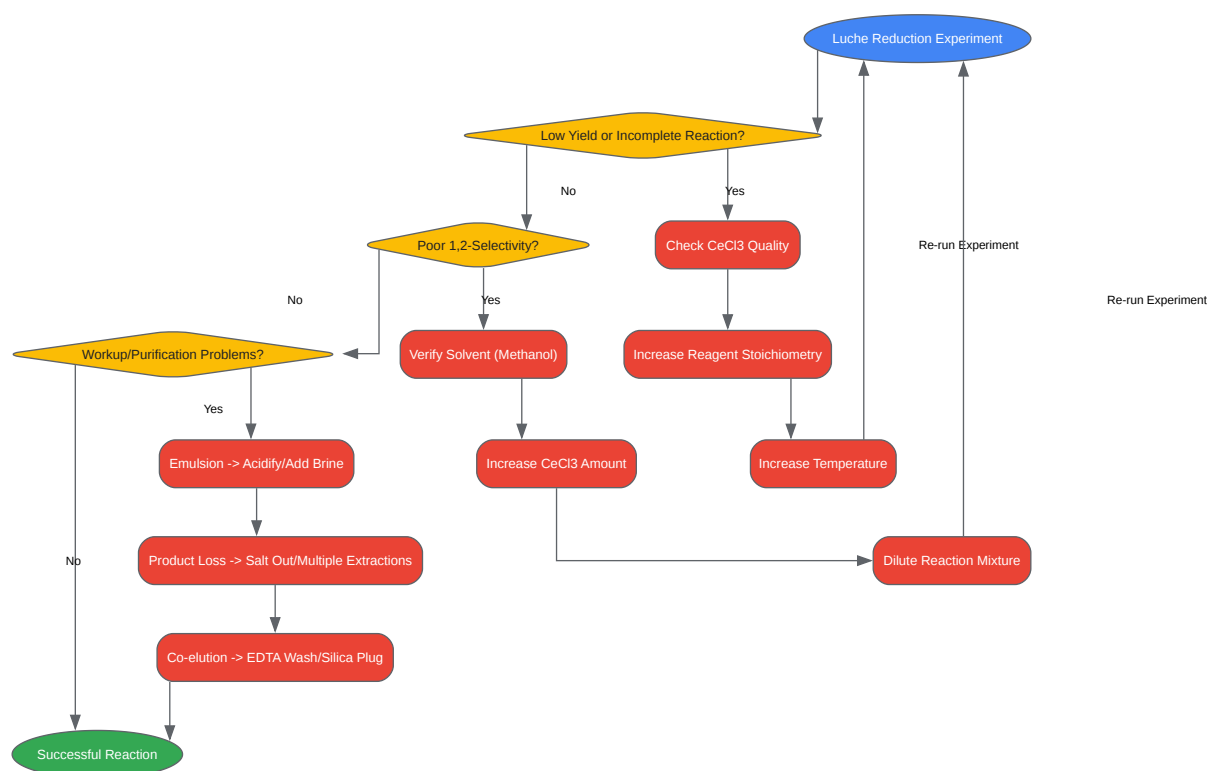 Luche Reduction Experiment
Low Yield or Incomplete Reaction?
No
Yes
Poor 1,2-Selectivity?
Check CeCl3 Quality
Re-run Experiment
No
Yes
Re-run Experiment
Workup/Purification Problems?
Verify Solvent (Methanol)
Increase Reagent Stoichiometry
Yes
Emulsion -> Acidify/Add Brine
Increase CeCl3 Amount
Increase Temperature
No
Product Loss -> Salt Out/Multiple Extractions
Dilute Reaction Mixture
Co-elution -> EDTA Wash/Silica Plug
Successful Reaction